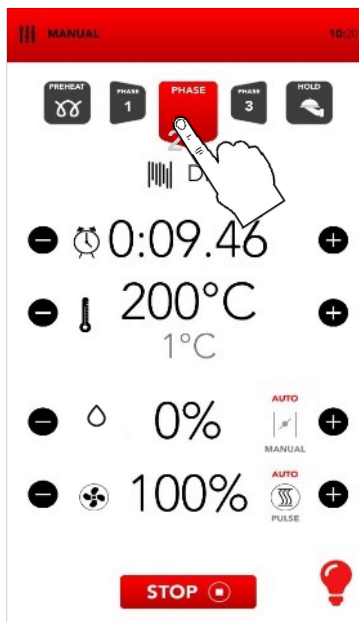 MANUAL 10:20
PREHEAT PHASE 1 PHASE 2 PHASE 3 HOLD
0:09.46
200°C
1°C
AUTO
0%
MANUAL
AUTO
100%
PULSE
STOP